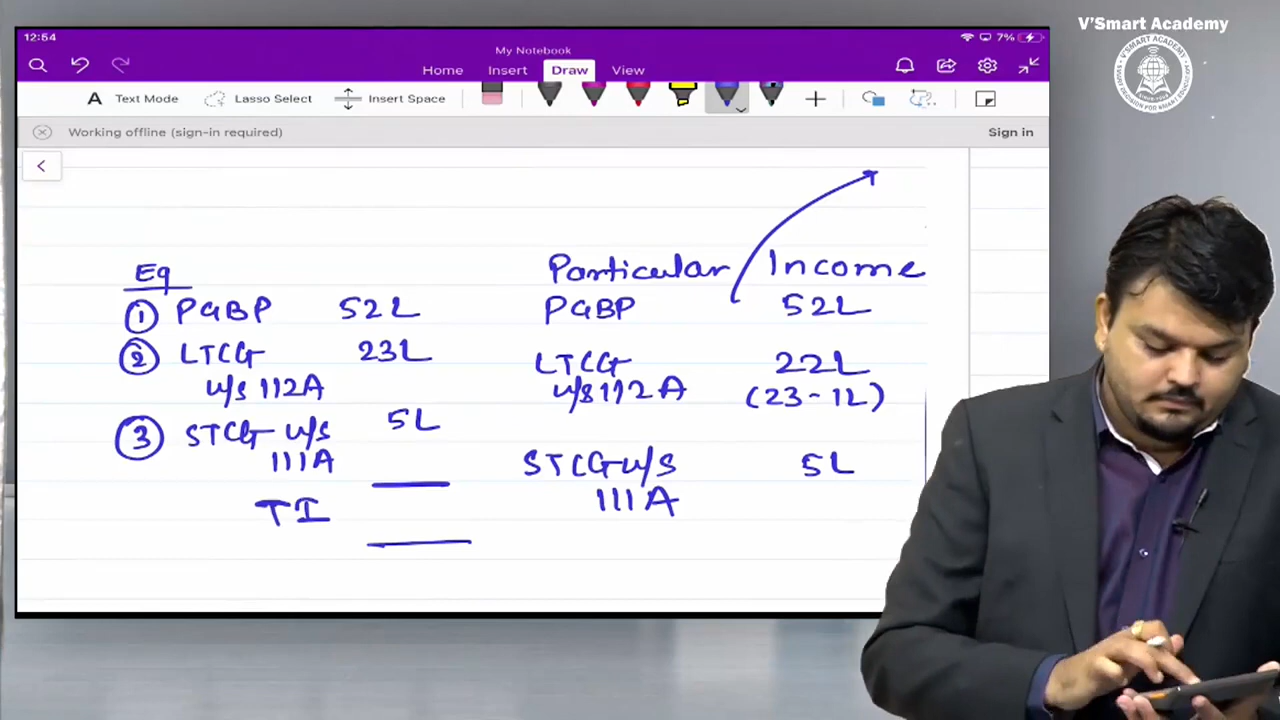 V'Smart Academy
12:54
7%
My Notebook
Home Insert Draw View
A Text Mode Lasso Select Insert Space
Working offline (sign-in required) Sign in
Eg
① PGBP 52L
② LTCG 23L
u/s 112A
③ STCG u/s 5L
111A
TI
Particular Income
PGBP 52L
LTCG 22L
u/s 112A (23-1L)
STCG u/s 5L
111A